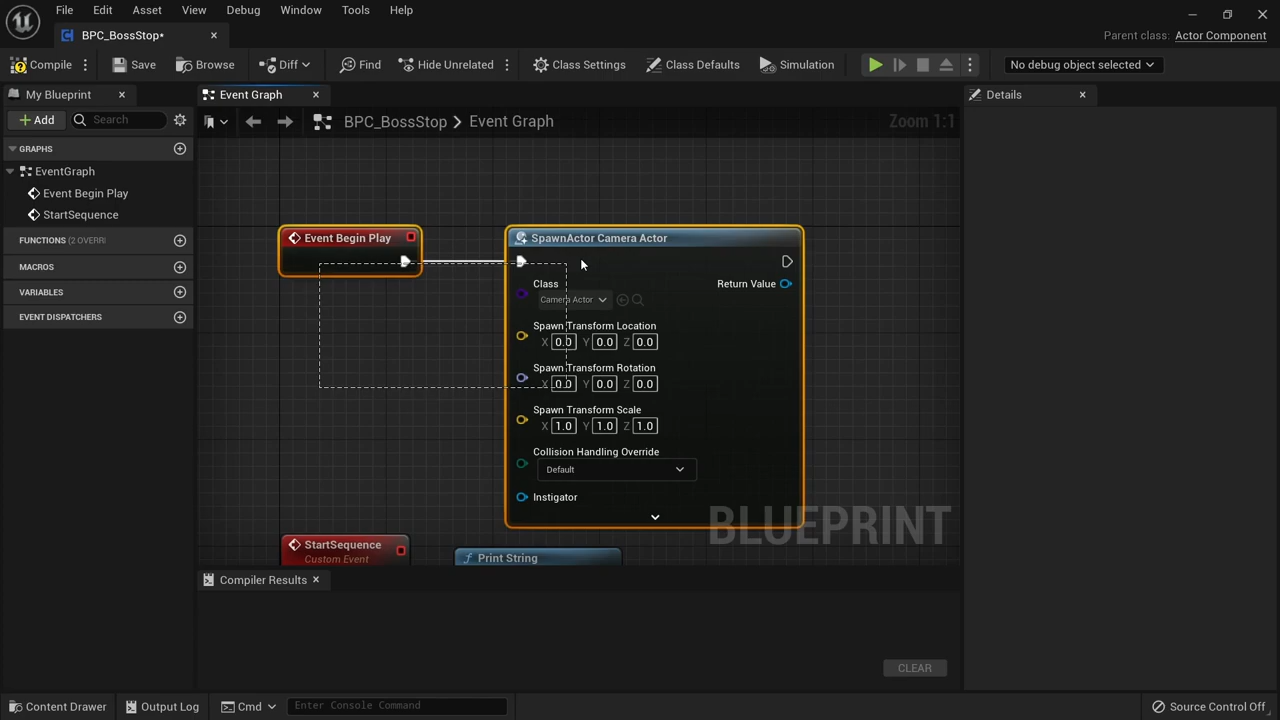 File Edit Asset View Debug Window Tools Help
BPC_BossStop*
Parent class: Actor Component
Compile Save Browse Diff Find Hide Unrelated Class Settings Class Defaults Simulation No debug object selected
My Blueprint
Event Graph
Details
Add Search
BPC_BossStop > Event Graph
Zoom 1:1
GRAPHS
EventGraph
Event Begin Play
StartSequence
FUNCTIONS (2 OVERRI
MACROS
VARIABLES
EVENT DISPATCHERS
Event Begin Play
SpawnActor Camera Actor
Class
Return Value
Camera Actor
Spawn Transform Location
X 0.0 Y 0.0 Z 0.0
Spawn Transform Rotation
X 0.0 Y 0.0 Z 0.0
Spawn Transform Scale
X 1.0 Y 1.0 Z 1.0
Collision Handling Override
Default
Instigator
BLUEPRINT
StartSequence
Custom Event
Print String
Compiler Results
CLEAR
Content Drawer Output Log Cmd Enter Console Command Source Control Off